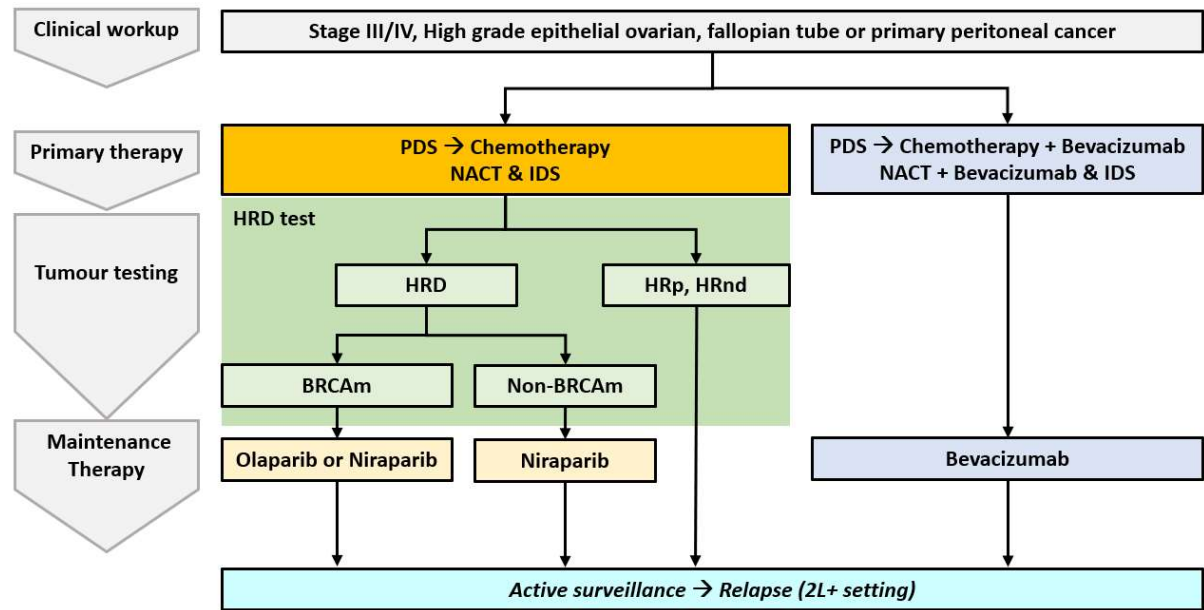 Clinical workup
Stage III/IV, High grade epithelial ovarian, fallopian tube or primary peritoneal cancer
Primary therapy
PDS → Chemotherapy
NACT & IDS
PDS → Chemotherapy + Bevacizumab
NACT + Bevacizumab & IDS
HRD test
Tumour testing
HRD
HRp, HRnd
BRCAm
Non-BRCAm
Maintenance
Therapy
Olaparib or Niraparib
Niraparib
Bevacizumab
Active surveillance → Relapse (2L+ setting)